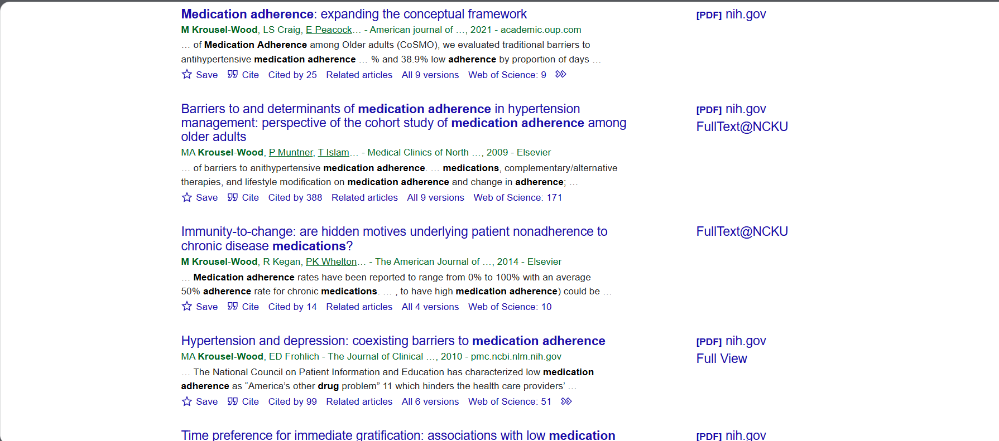 Medication adherence: expanding the conceptual framework
[PDF] nih.gov
M Krousel-Wood, LS Craig, E Peacock… - American journal of …, 2021 - academic.oup.com
… of Medication Adherence among Older adults (CoSMO), we evaluated traditional barriers to
antihypertensive medication adherence … % and 38.9% low adherence by proportion of days …
Save Cite Cited by 25 Related articles All 9 versions Web of Science: 9
Barriers to and determinants of medication adherence in hypertension
management: perspective of the cohort study of medication adherence among
older adults
[PDF] nih.gov
FullText@NCKU
MA Krousel-Wood, P Muntner, T Islam… - Medical Clinics of North …, 2009 - Elsevier
… of barriers to anithypertensive medication adherence. … medications, complementary/alternative
therapies, and lifestyle modification on medication adherence and change in adherence; …
Save Cite Cited by 388 Related articles All 9 versions Web of Science: 171
Immunity-to-change: are hidden motives underlying patient nonadherence to
chronic disease medications?
FullText@NCKU
M Krousel-Wood, R Kegan, PK Whelton… - The American Journal of …, 2014 - Elsevier
… Medication adherence rates have been reported to range from 0% to 100% with an average
50% adherence rate for chronic medications. … , to have high medication adherence) could be …
Save Cite Cited by 14 Related articles All 4 versions Web of Science: 10
Hypertension and depression: coexisting barriers to medication adherence
[PDF] nih.gov
Full View
MA Krousel-Wood, ED Frohlich - The Journal of Clinical …, 2010 - pmc.ncbi.nlm.nih.gov
… The National Council on Patient Information and Education has characterized low medication
adherence as “America’s other drug problem” 11 which hinders the health care providers’ …
Save Cite Cited by 99 Related articles All 6 versions Web of Science: 51
Time preference for immediate gratification: associations with low medication
[PDF] nih.gov